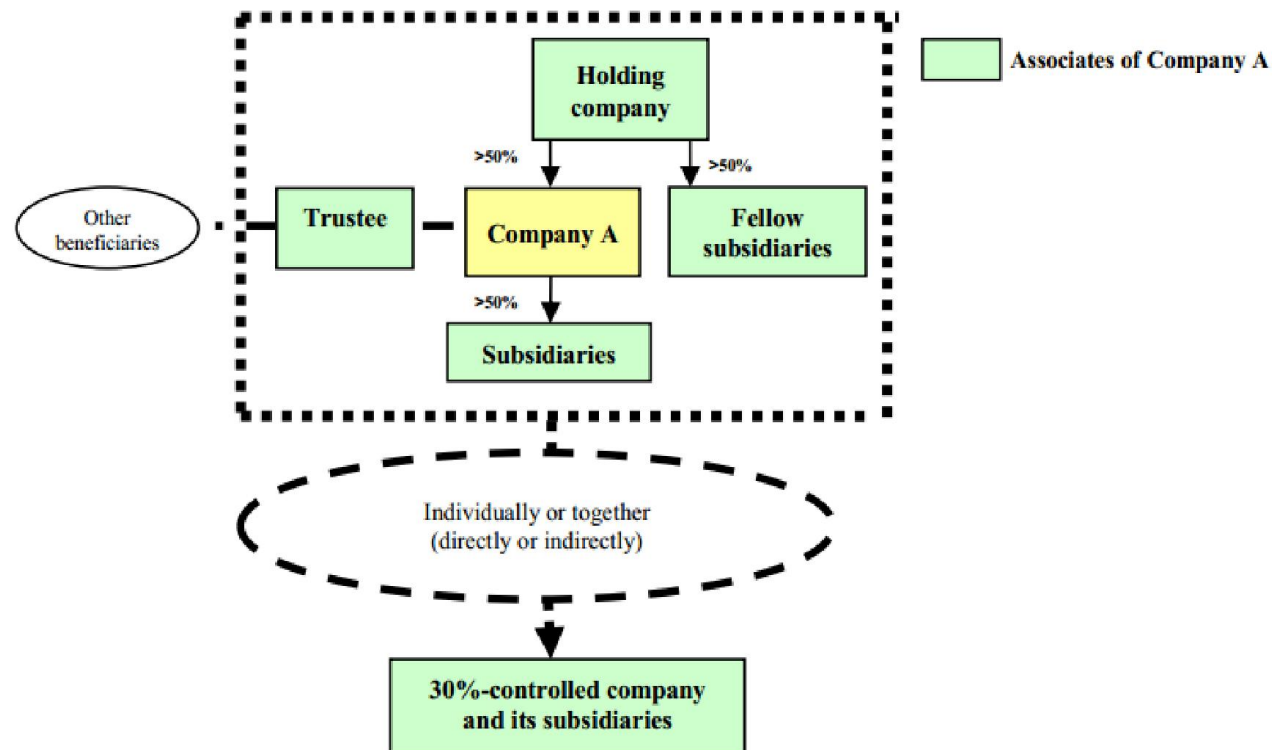 Holding
company
Associates of Company A
>50%
>50%
Other
beneficiaries
Trustee
Company A
Fellow
subsidiaries
>50%
Subsidiaries
Individually or together
(directly or indirectly)
30%-controlled company
and its subsidiaries